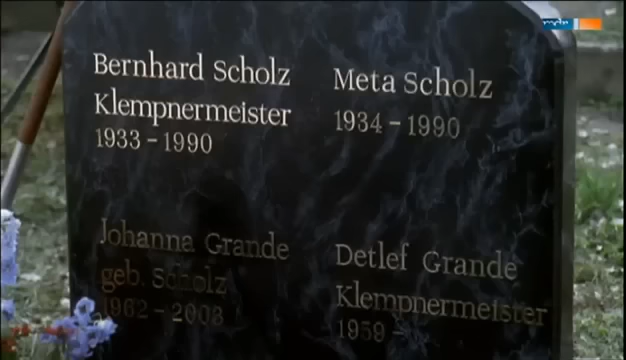 mdr
Bernhard Scholz
Klempnermeister
1933 – 1990
Meta Scholz
1934 – 1990
Johanna Grande
geb. Scholz
1962 – 2008
Detlef Grande
Klempnermeister
1959 –